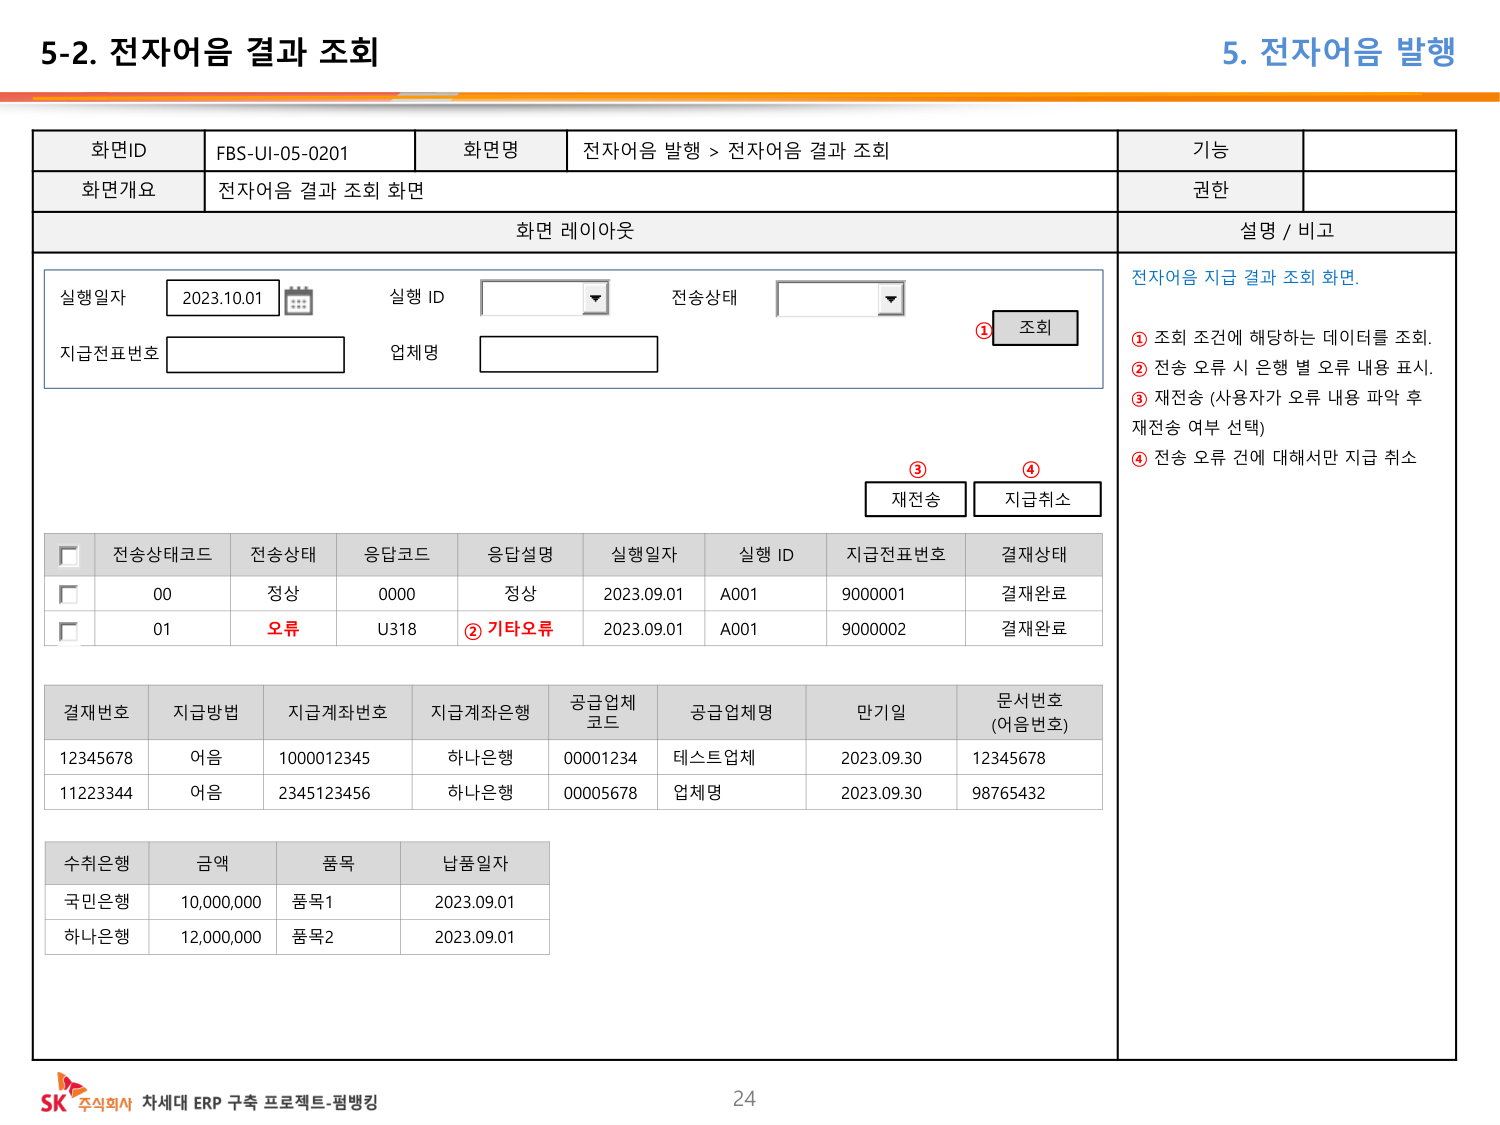 5-2. 전자어음 결과 조회
5. 전자어음 발행
화면ID FBS-UI-05-0201 화면명 전자어음 발행 > 전자어음 결과 조회 기능
화면개요 전자어음 결과 조회 화면 권한
화면 레이아웃 설명 / 비고
실행일자 2023.10.01 실행 ID 전송상태
① 조회
지급전표번호 업체명
전자어음 지급 결과 조회 화면.
① 조회 조건에 해당하는 데이터를 조회.
② 전송 오류 시 은행 별 오류 내용 표시.
③ 재전송 (사용자가 오류 내용 파악 후
재전송 여부 선택)
④ 전송 오류 건에 대해서만 지급 취소
③ ④
재전송 지급취소
전송상태코드 전송상태 응답코드 응답설명 실행일자 실행 ID 지급전표번호 결재상태
00 정상 0000 정상 2023.09.01 A001 9000001 결재완료
01 오류 U318 ② 기타오류 2023.09.01 A001 9000002 결재완료
결재번호 지급방법 지급계좌번호 지급계좌은행 공급업체 코드 공급업체명 만기일 문서번호 (어음번호)
12345678 어음 1000012345 하나은행 00001234 테스트업체 2023.09.30 12345678
11223344 어음 2345123456 하나은행 00005678 업체명 2023.09.30 98765432
수취은행 금액 품목 납품일자
국민은행 10,000,000 품목1 2023.09.01
하나은행 12,000,000 품목2 2023.09.01
SK 주식회사 차세대 ERP 구축 프로젝트-펌뱅킹
24